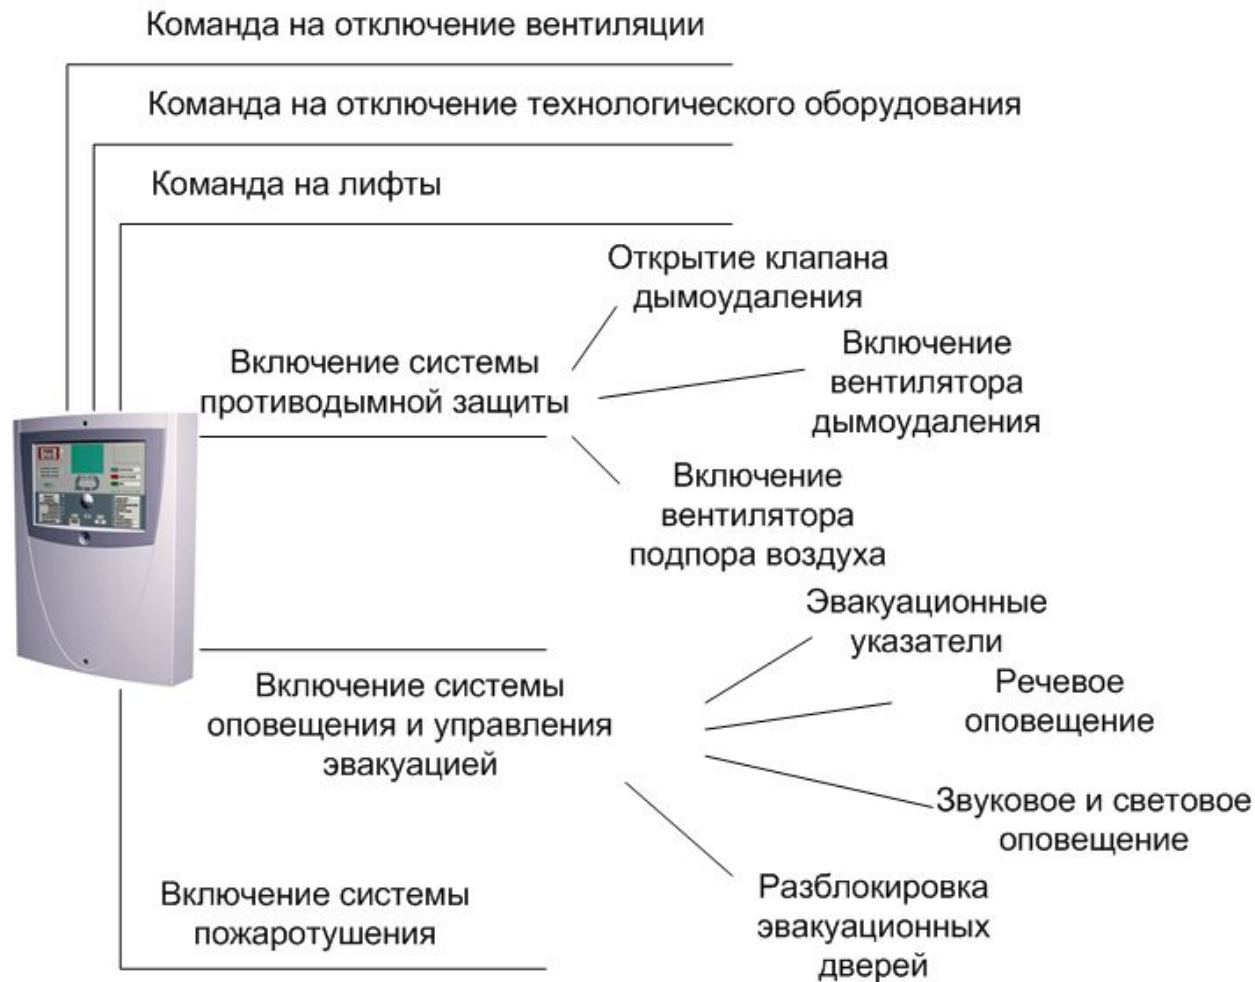 Команда на отключение вентиляции
Команда на отключение технологического оборудования
Команда на лифты
Открытие клапана
дымоудаления
Включение системы
противодымной защиты
Включение
вентилятора
дымоудаления
Включение
вентилятора
подпора воздуха
Эвакуационные
указатели
Включение системы
оповещения и управления
эвакуацией
Речевое
оповещение
Звуковое и световое
оповещение
Включение системы
пожаротушения
Разблокировка
эвакуационных
дверей